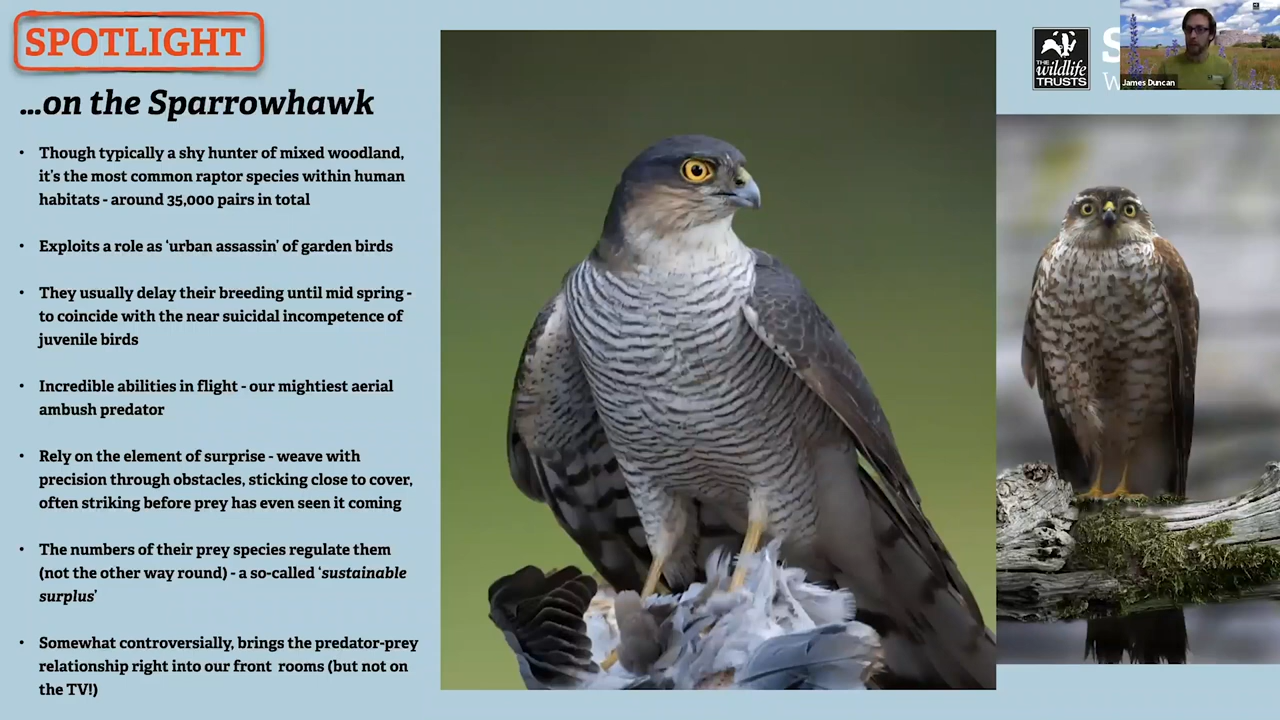 SPOTLIGHT
...on the Sparrowhawk
• Though typically a shy hunter of mixed woodland,
it's the most common raptor species within human
habitats - around 35,000 pairs in total
• Exploits a role as 'urban assassin' of garden birds
• They usually delay their breeding until mid spring -
to coincide with the near suicidal incompetence of
juvenile birds
• Incredible abilities in flight - our mightiest aerial
ambush predator
• Rely on the element of surprise - weave with
precision through obstacles, sticking close to cover,
often striking before prey has even seen it coming
• The numbers of their prey species regulate them
(not the other way round) - a so-called 'sustainable
surplus'
• Somewhat controversially, brings the predator-prey
relationship right into our front rooms (but not on
the TV!)
THE
wildlife
TRUSTS
James Duncan